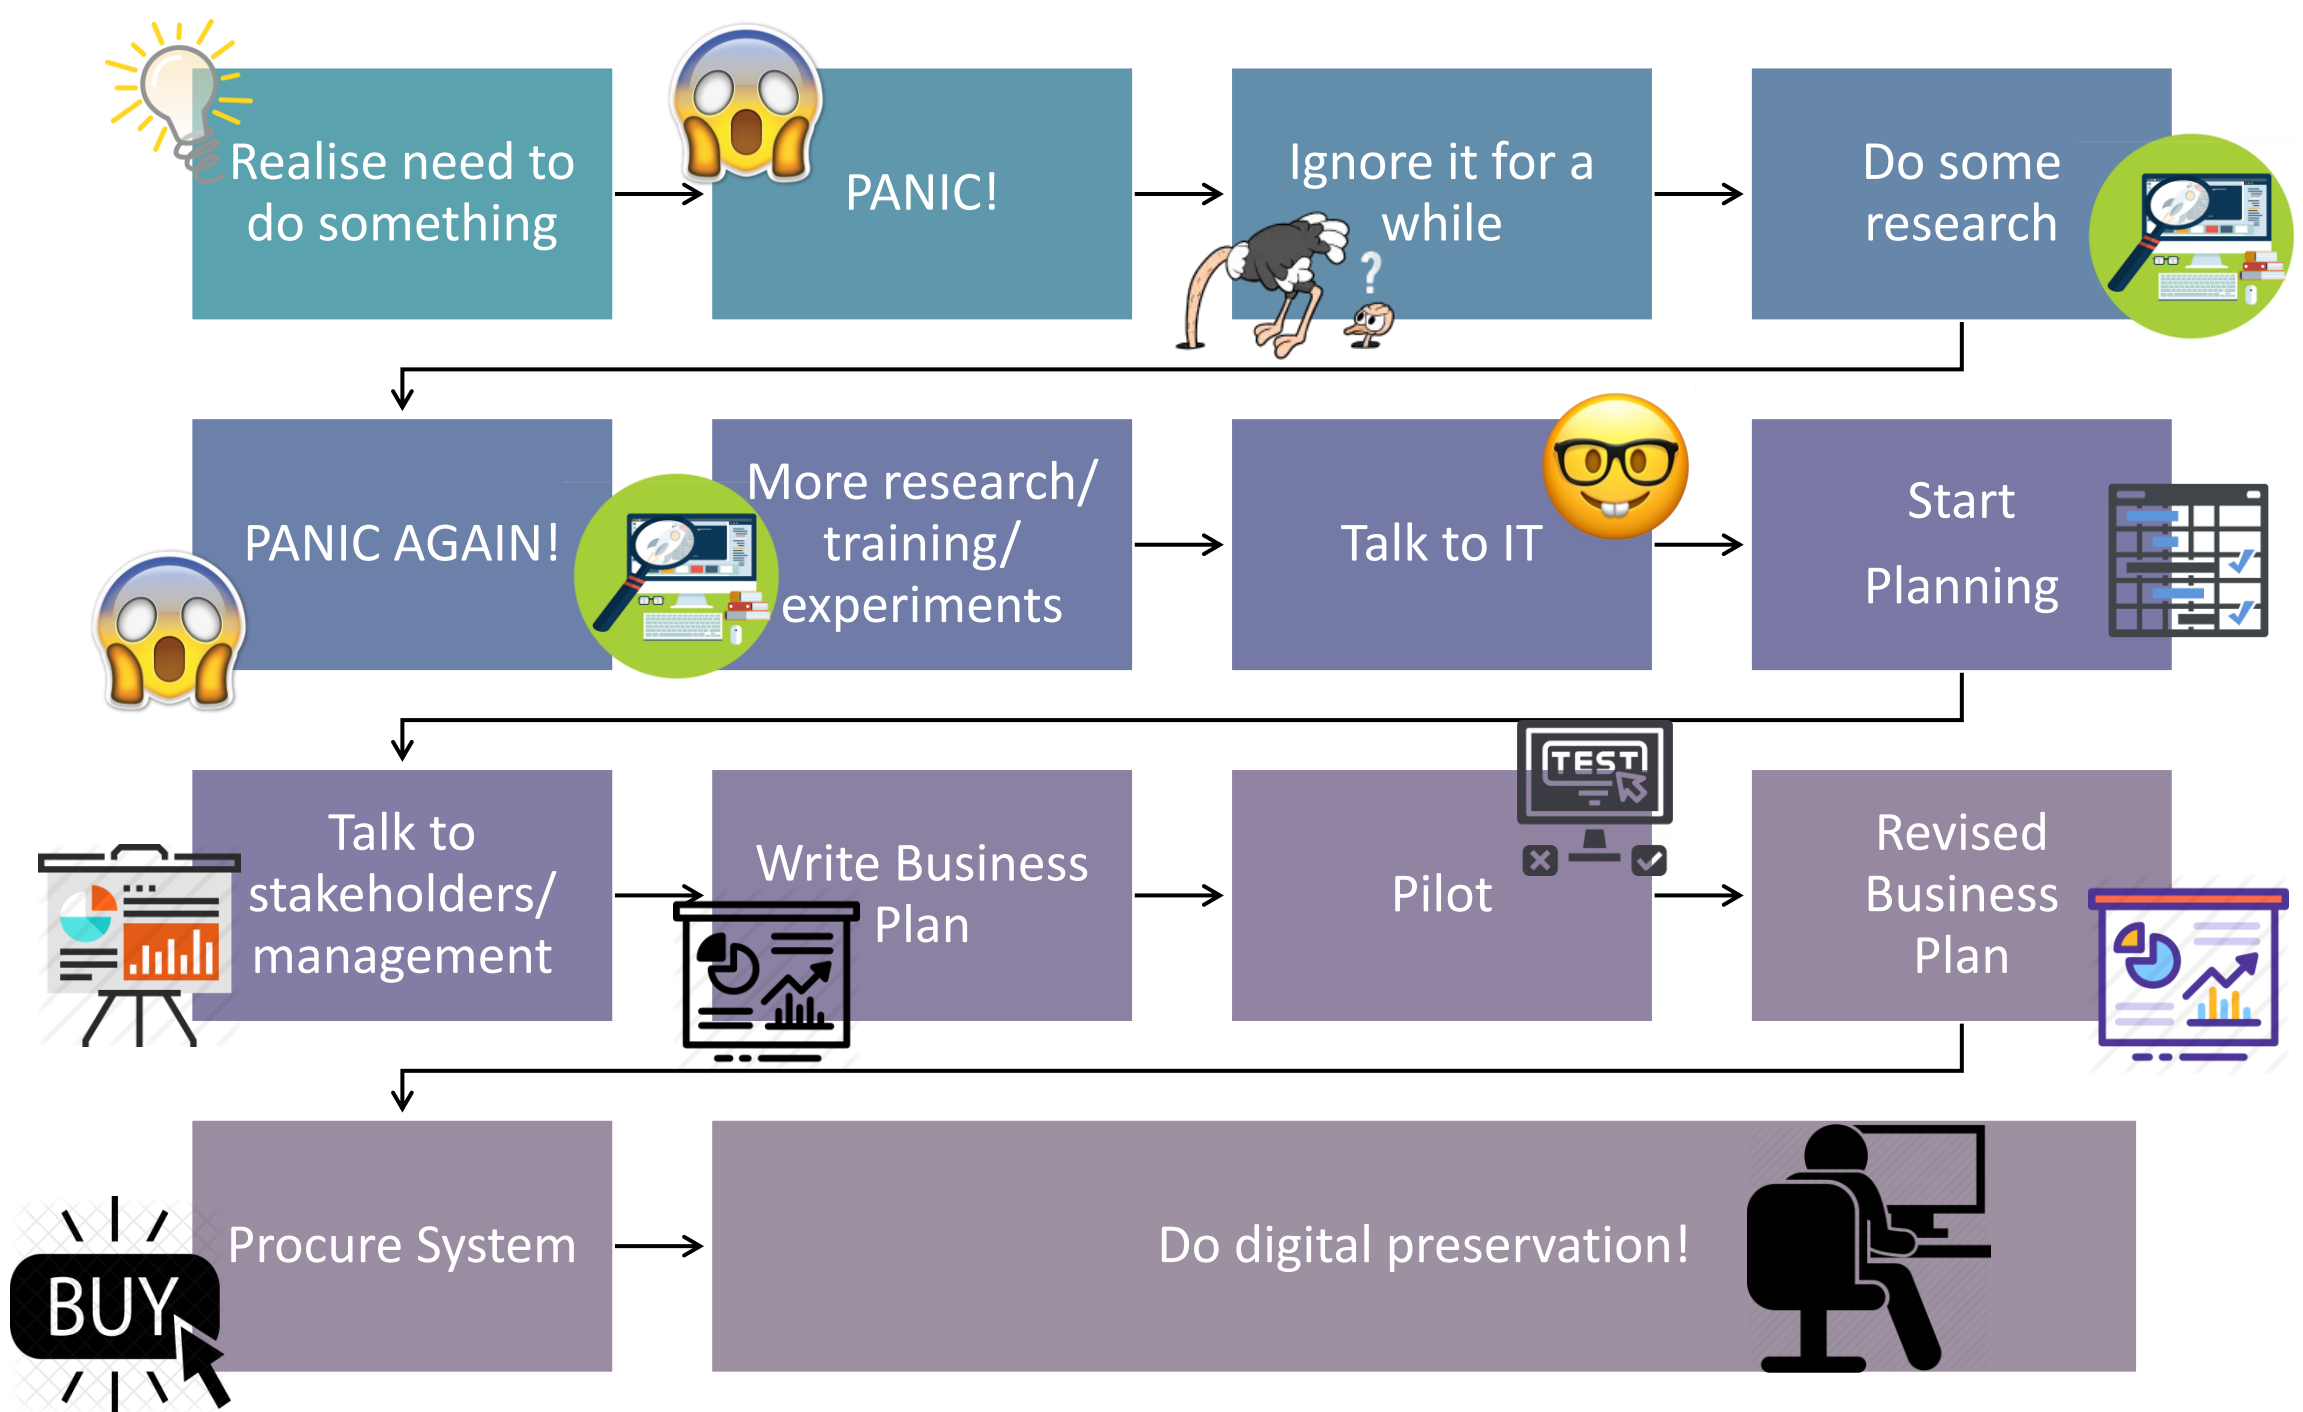 Realise need to
do something
PANIC!
Ignore it for a
while
?
Do some
research
PANIC AGAIN!
More research/
training/
experiments
Talk to IT
Start
Planning
Talk to
stakeholders/
management
Write Business
Plan
TEST
Pilot
Revised
Business
Plan
BUY
Procure System
Do digital preservation!